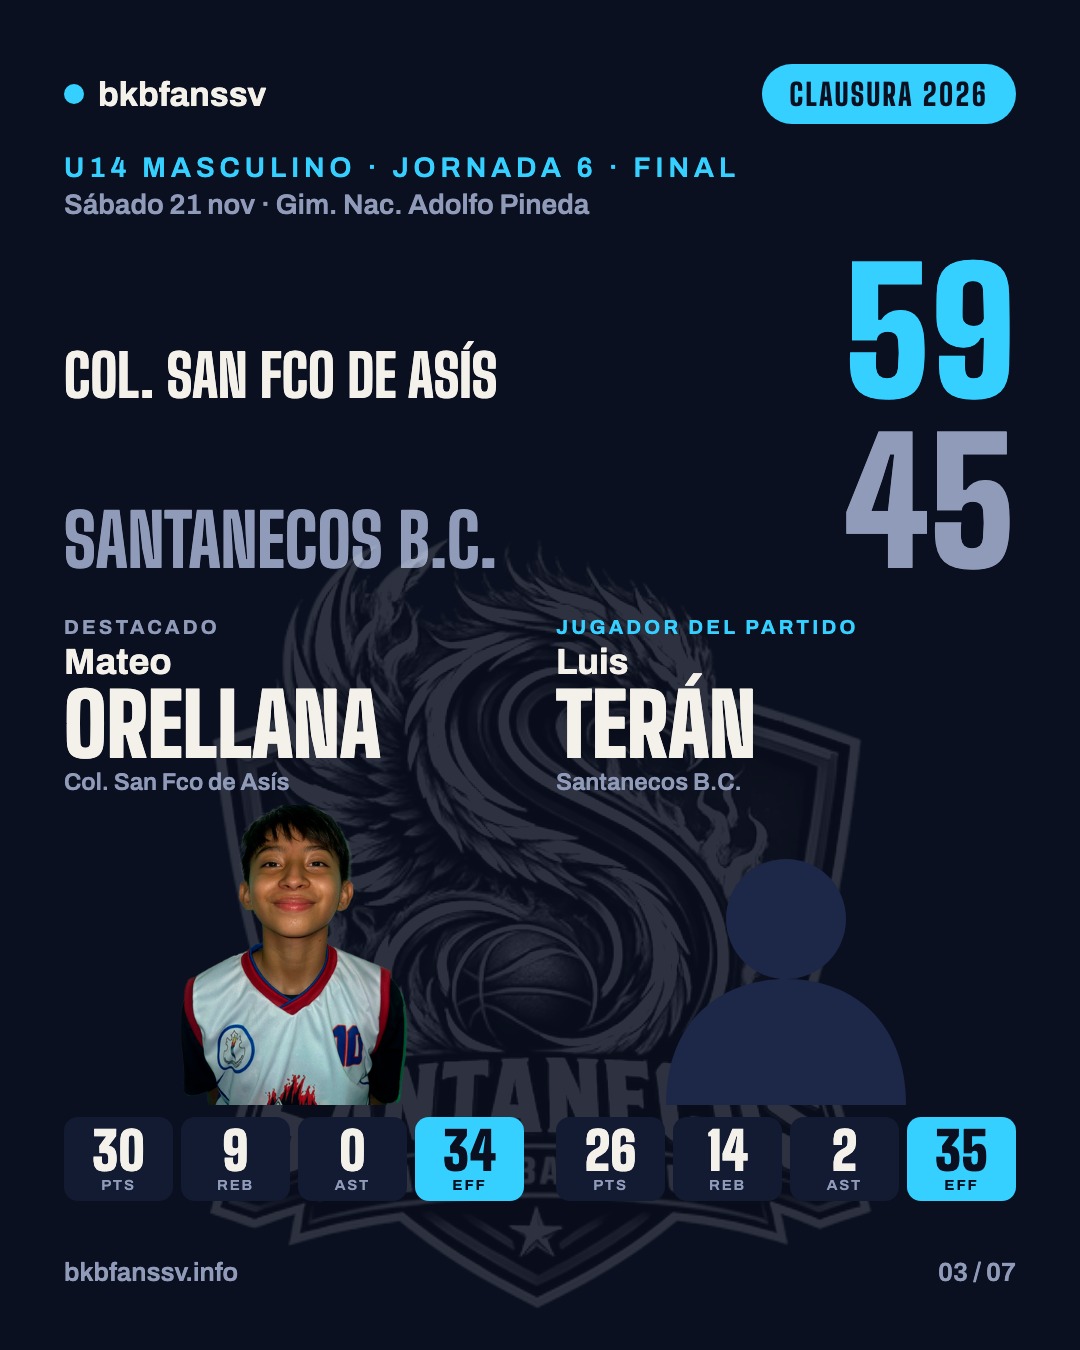 bkbfanssv
CLAUSURA 2026
U14 MASCULINO · JORNADA 6 · FINAL
Sábado 21 nov · Gim. Nac. Adolfo Pineda
COL. SAN FCO DE ASÍS
59
SANTANECOS B.C.
45
DESTACADO
Mateo
ORELLANA
Col. San Fco de Asís
JUGADOR DEL PARTIDO
Luis
TERÁN
Santanecos B.C.
10
SANTANECOS
30
PTS
9
REB
0
AST
34
EFF
26
PTS
14
REB
2
AST
35
EFF
bkbfanssv.info
03 / 07